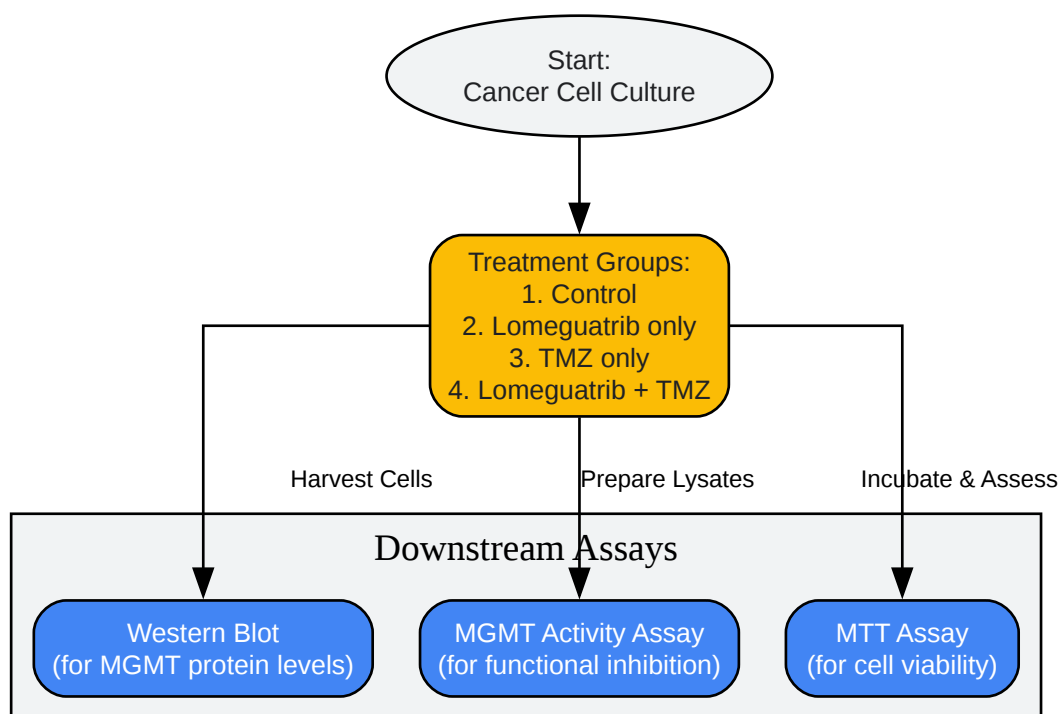 Start:
Cancer Cell Culture
Treatment Groups:
1. Control
2. Lomeguatrib only
3. TMZ only
4. Lomeguatrib + TMZ
Harvest Cells
Prepare Lysates
Incubate & Assess
Downstream Assays
Western Blot
(for MGMT protein levels)
MGMT Activity Assay
(for functional inhibition)
MTT Assay
(for cell viability)